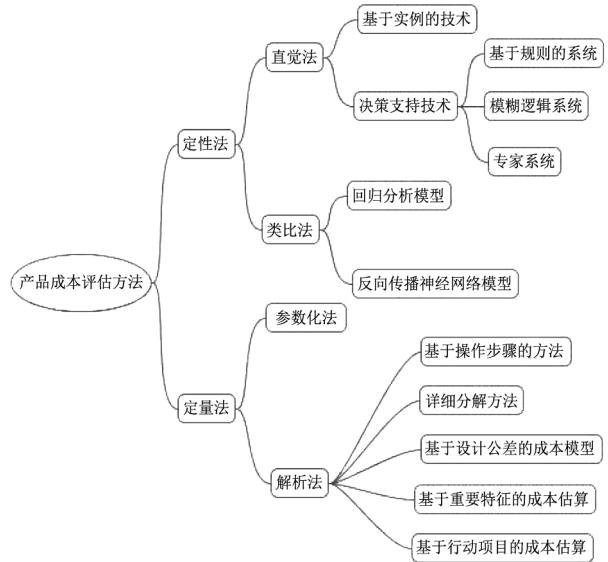 产品成本评估方法
定性法
直觉法
基于实例的技术
决策支持技术
基于规则的系统
模糊逻辑系统
专家系统
类比法
回归分析模型
反向传播神经网络模型
定量法
参数化法
解析法
基于操作步骤的方法
详细分解方法
基于设计公差的成本模型
基于重要特征的成本估算
基于行动项目的成本估算